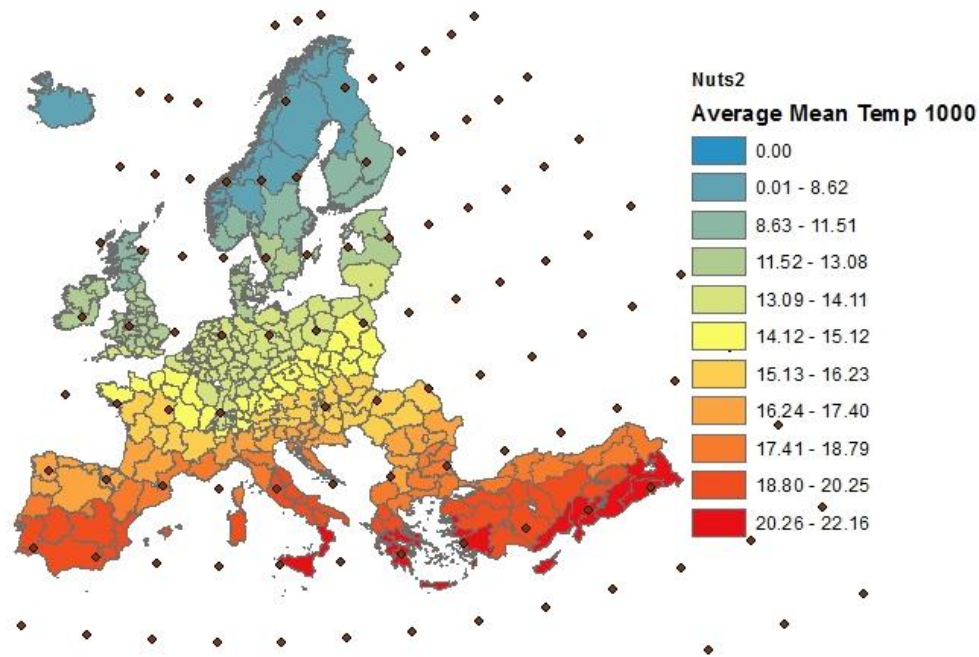 Nuts2
Average Mean Temp 1000
0.00
0.01 - 8.62
8.63 - 11.51
11.52 - 13.08
13.09 - 14.11
14.12 - 15.12
15.13 - 16.23
16.24 - 17.40
17.41 - 18.79
18.80 - 20.25
20.26 - 22.16